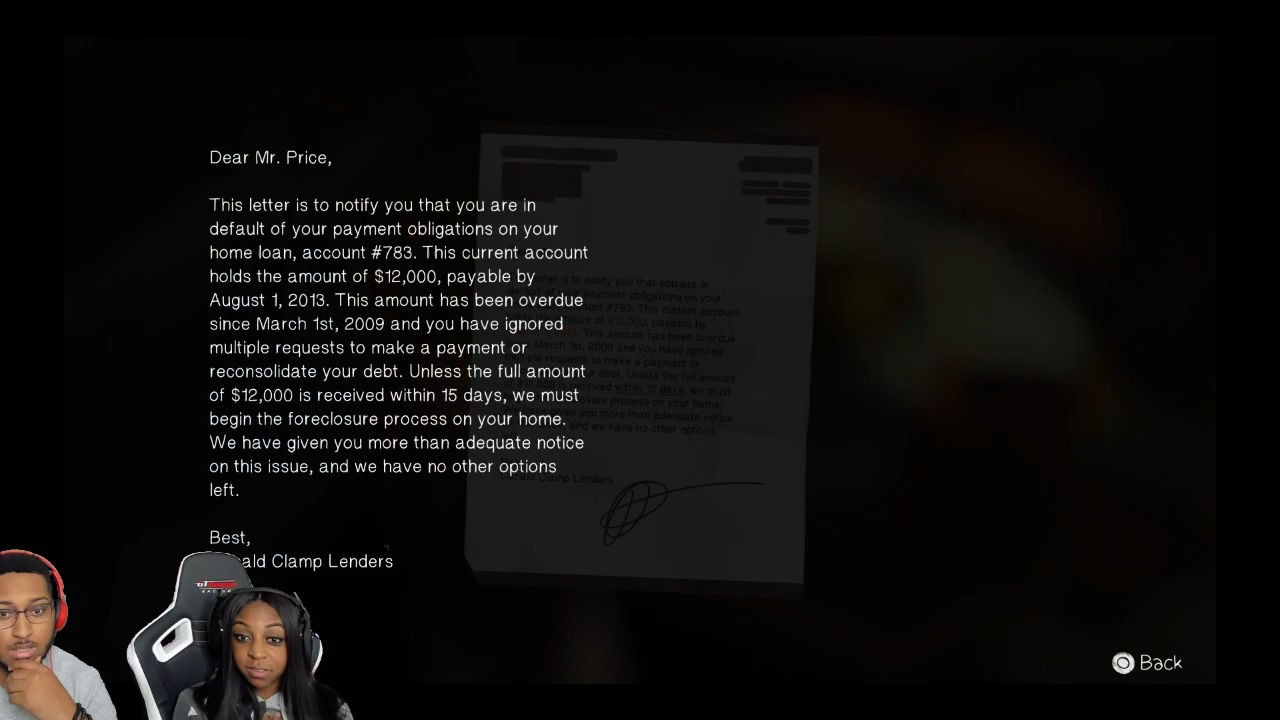 Dear Mr. Price,
This letter is to notify you that you are in
default of your payment obligations on your
home loan, account #783. This current account
holds the amount of $12,000, payable by
August 1, 2013. This amount has been overdue
since March 1st, 2009 and you have ignored
multiple requests to make a payment or
reconsolidate your debt. Unless the full amount
of $12,000 is received within 15 days, we must
begin the foreclosure process on your home.
We have given you more than adequate notice
on this issue, and we have no other options
left.
Best,
Clamp Lenders
Back